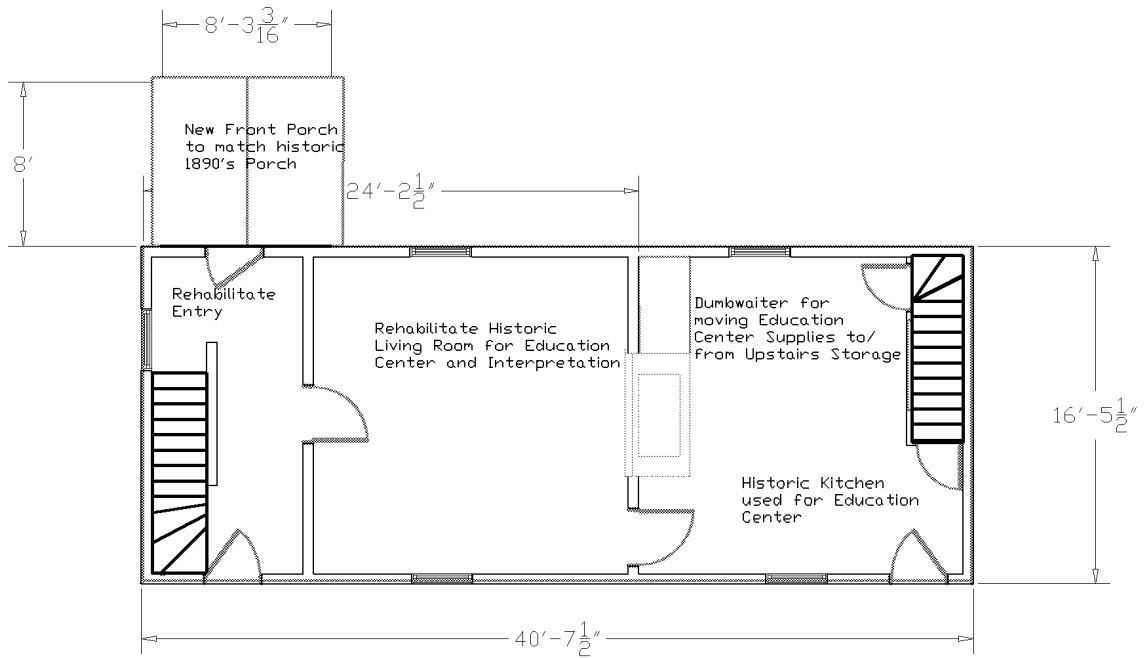 8'-3 3/16"
New Front Porch
to match historic
1890's Porch
8'
24'-2 1/2"
Rehabilitate
Entry
Rehabilitate Historic
Living Room for Education
Center and Interpretation
Dumbwaiter for
moving Education
Center Supplies to/
from Upstairs Storage
16'-5 1/2"
Historic Kitchen
used for Education
Center
40'-7 1/2"